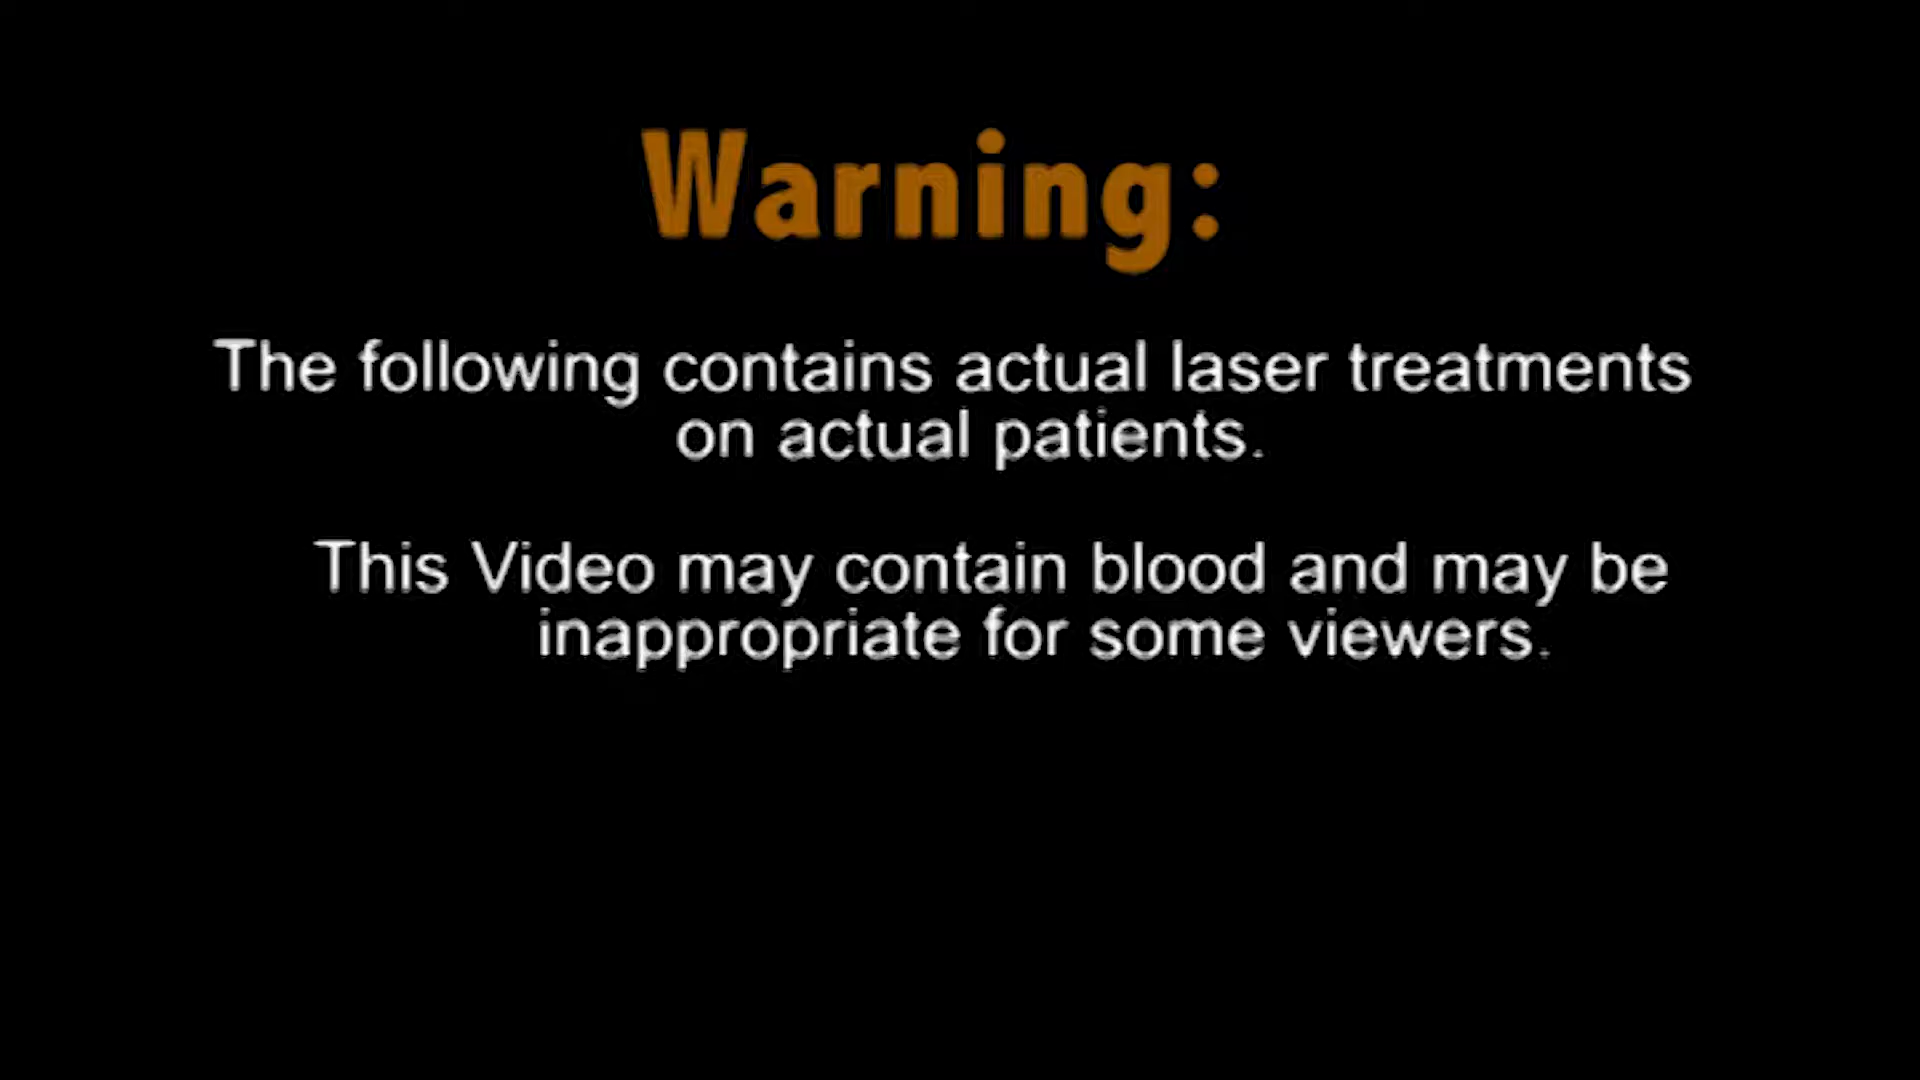 Warning:
The following contains actual laser treatments
on actual patients.
This Video may contain blood and may be
inappropriate for some viewers.